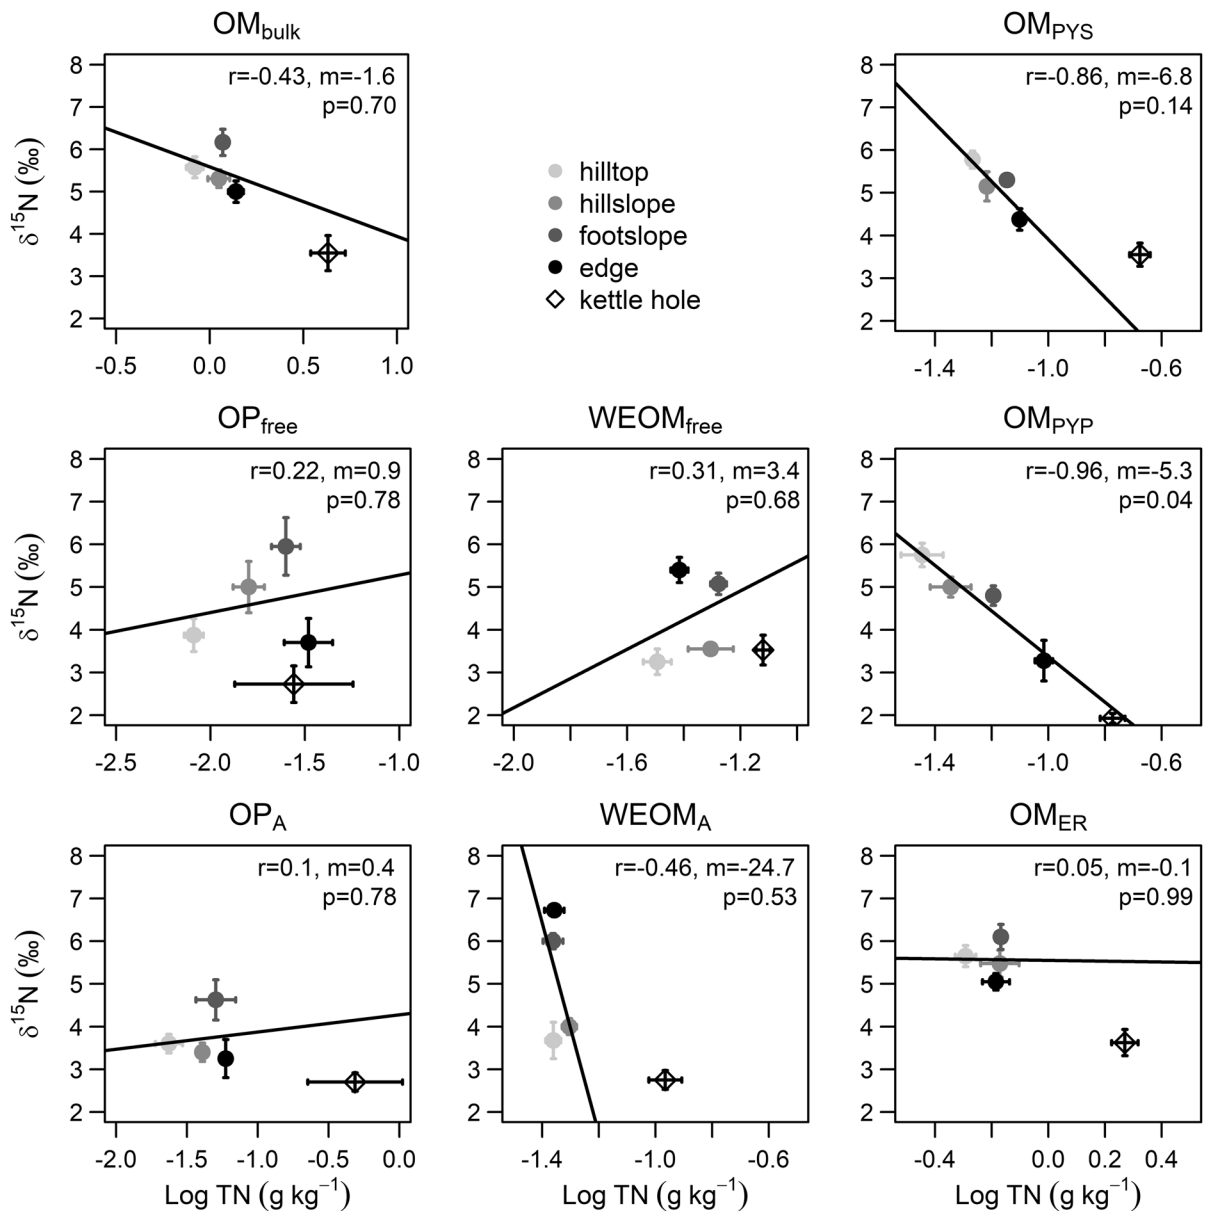 OMbulk
r=-0.43, m=-1.6
p=0.70
δ15N (‰)
8
7
6
5
4
3
2
-0.5 0.0 0.5 1.0
hilltop
hillslope
footslope
edge
kettle hole
OMPYS
r=-0.86, m=-6.8
p=0.14
8
7
6
5
4
3
2
-1.4 -1.0 -0.6
OPfree
r=0.22, m=0.9
p=0.78
δ15N (‰)
8
7
6
5
4
3
2
-2.5 -2.0 -1.5 -1.0
WEOMfree
r=0.31, m=3.4
p=0.68
8
7
6
5
4
3
2
-2.0 -1.6 -1.2
OMPYP
r=-0.96, m=-5.3
p=0.04
8
7
6
5
4
3
2
-1.4 -1.0 -0.6
OPA
r=0.1, m=0.4
p=0.78
δ15N (‰)
8
7
6
5
4
3
2
-2.0 -1.5 -1.0 -0.5 0.0
Log TN (g kg−1)
WEOMA
r=-0.46, m=-24.7
p=0.53
8
7
6
5
4
3
2
-1.4 -1.0 -0.6
Log TN (g kg−1)
OMER
r=0.05, m=-0.1
p=0.99
8
7
6
5
4
3
2
-0.4 0.0 0.2 0.4
Log TN (g kg−1)